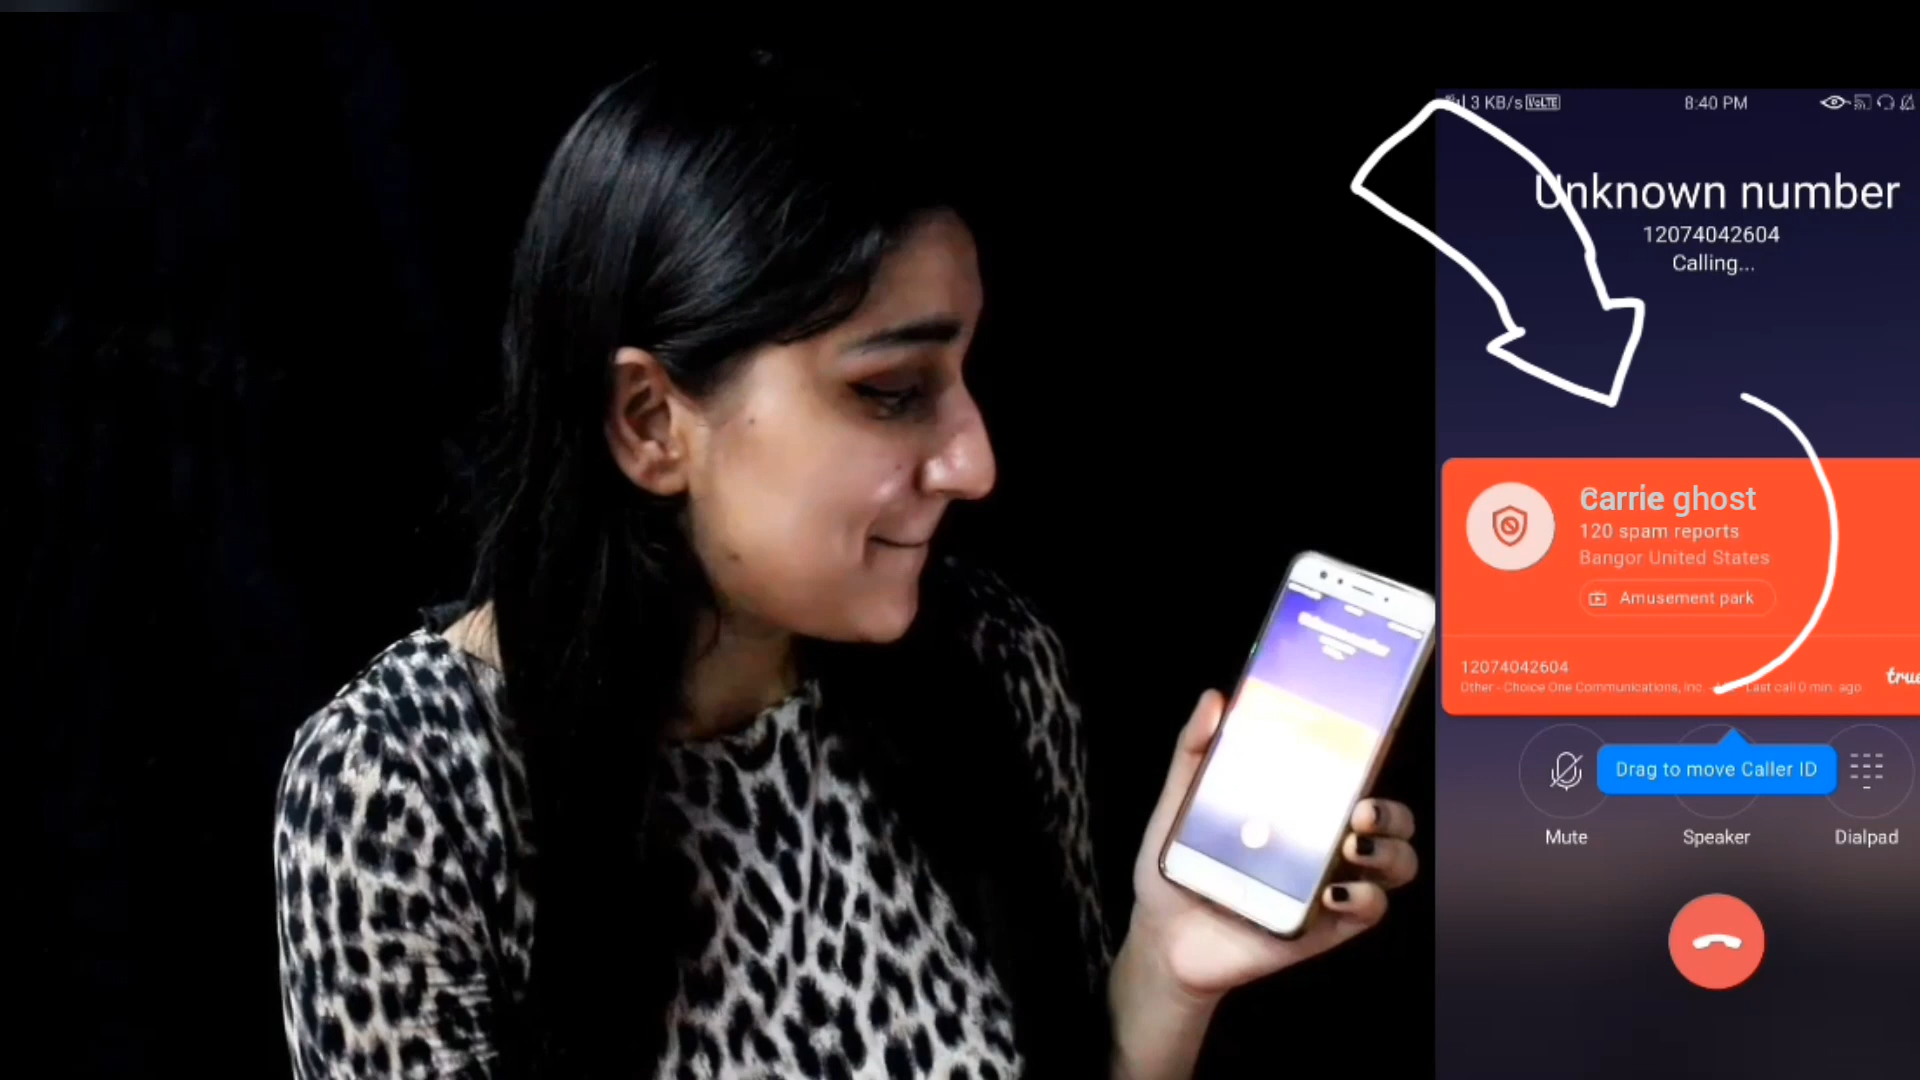 3 KB/s VoLTE 8:40 PM
Unknown number
12074042604
Calling...
Carrie ghost
120 spam reports
Bangor United States
Amusement park
12074042604
true
Other - Choice One Communications, Inc. Last call 0 min. ago
Drag to move Caller ID
Mute Speaker Dialpad